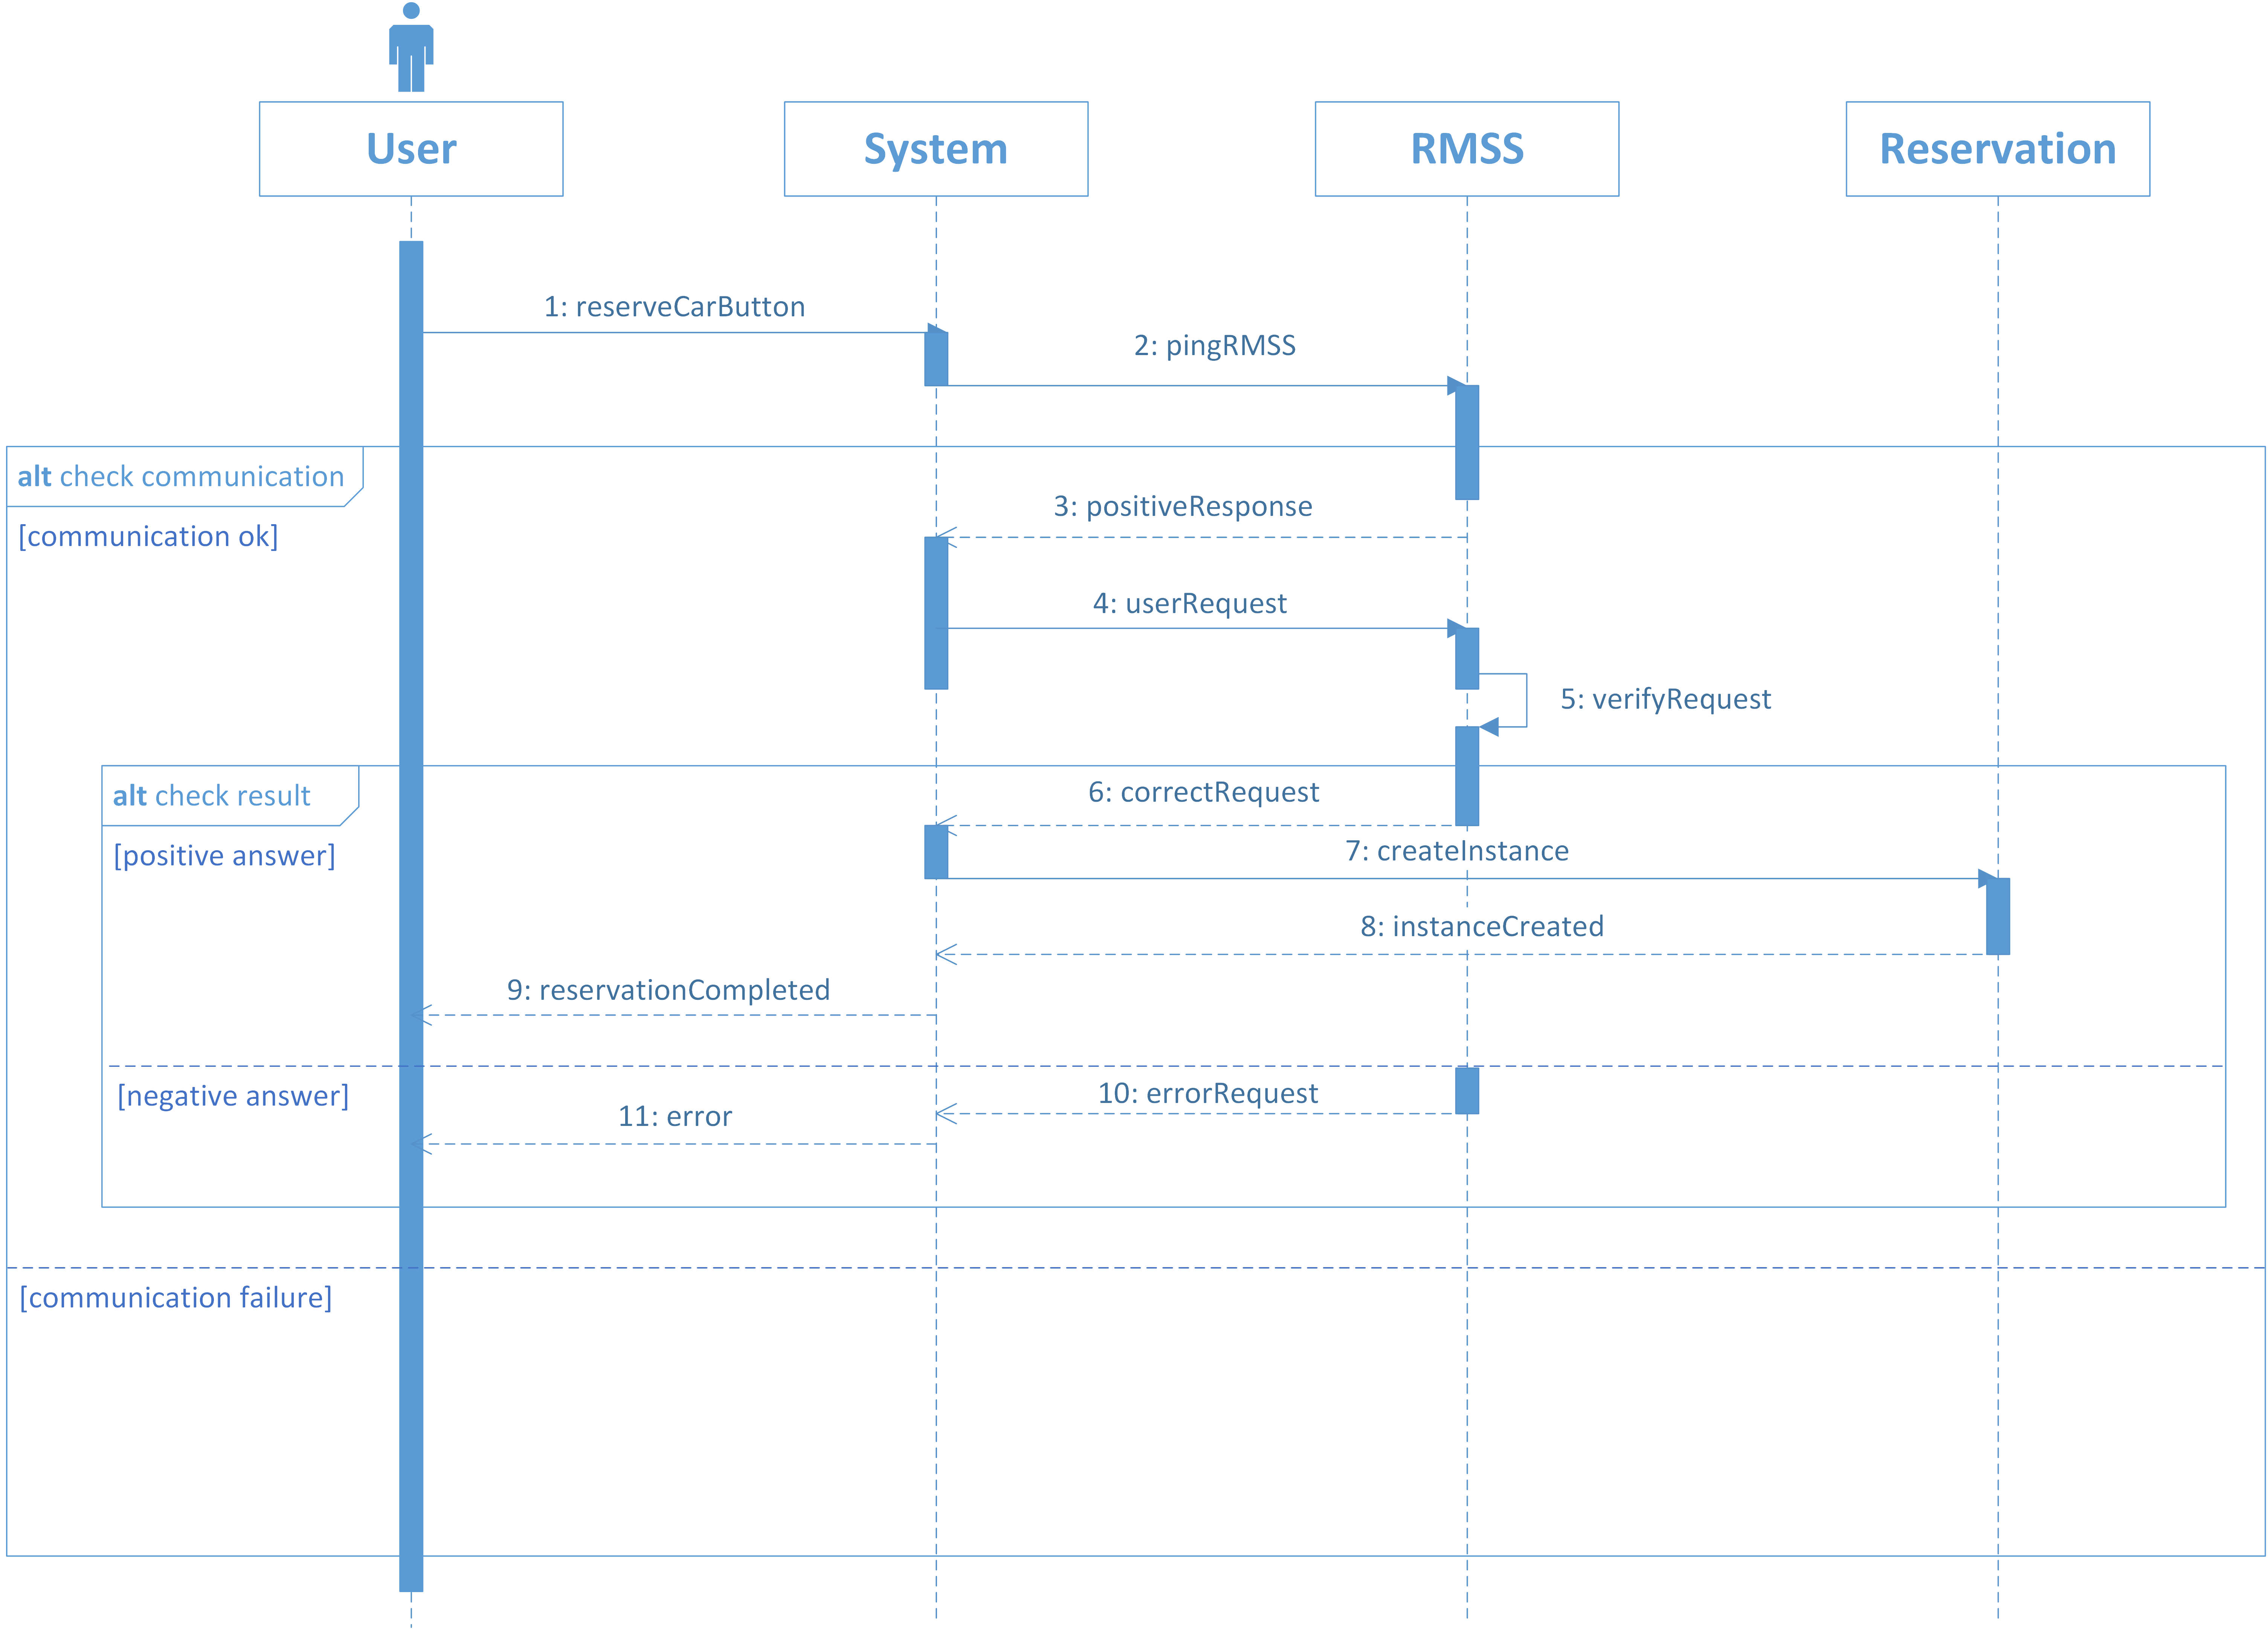 User
System
RMSS
Reservation
1: reserveCarButton
2: pingRMSS
alt check communication
3: positiveResponse
[communication ok]
4: userRequest
5: verifyRequest
alt check result
6: correctRequest
[positive answer]
7: createInstance
8: instanceCreated
9: reservationCompleted
[negative answer]
10: errorRequest
11: error
[communication failure]